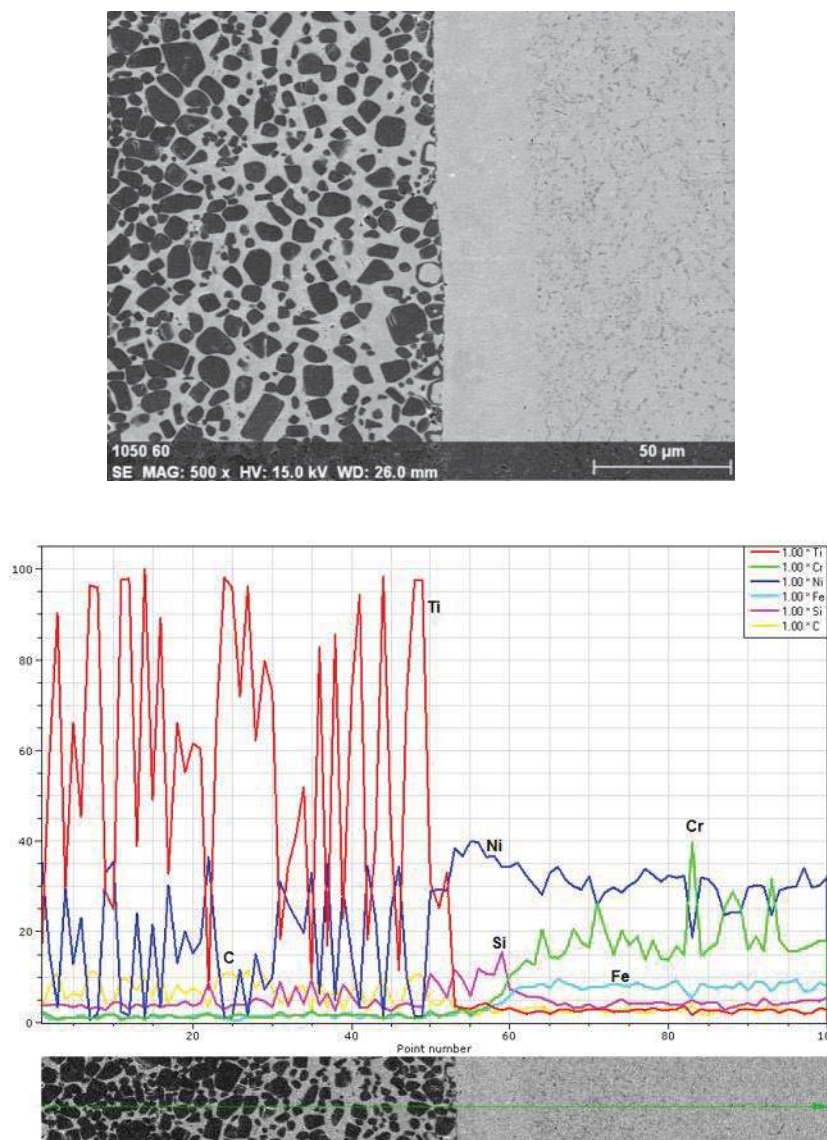 1050 60
50 µm
SE MAG: 500 x HV: 15.0 kV WD: 26.0 mm
1.00 * Ti
1.00 * Cr
1.00 * Ni
1.00 * Fe
1.00 * Si
1.00 * C
100
80
60
40
20
0
Ti
Ni
Cr
C
Si
Fe
0
20
40
60
80
10
Point number